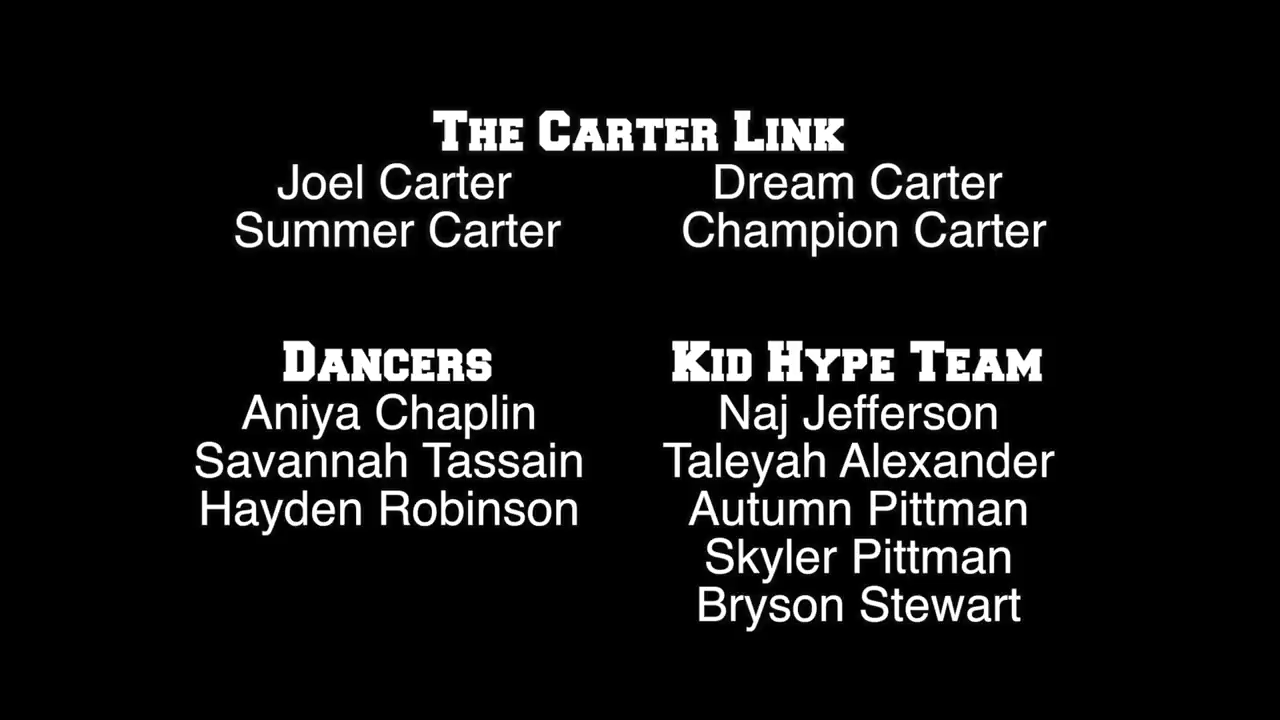 The Carter Link
Joel Carter
Summer Carter
Dream Carter
Champion Carter
Dancers
Aniya Chaplin
Savannah Tassain
Hayden Robinson
Kid Hype Team
Naj Jefferson
Taleyah Alexander
Autumn Pittman
Skyler Pittman
Bryson Stewart